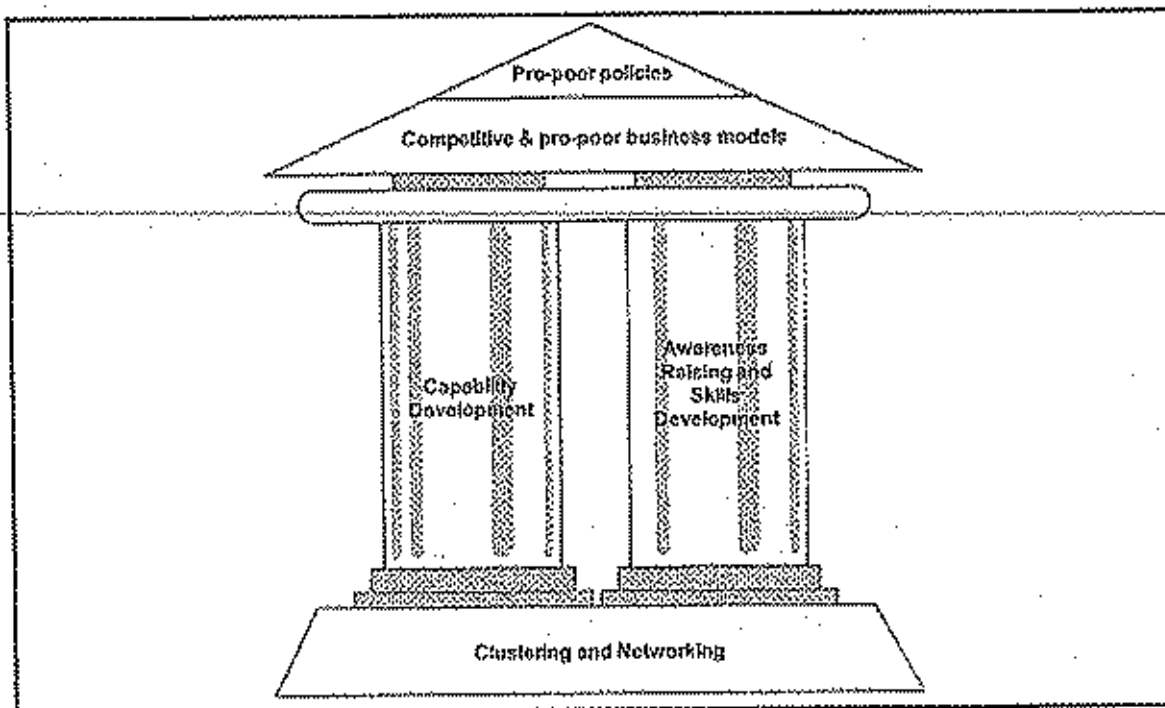 Pro-poor policies
Competitive & pro-poor business models
Capability
Development
Awareness
Raising and
Skills
Development
Clustering and Networking